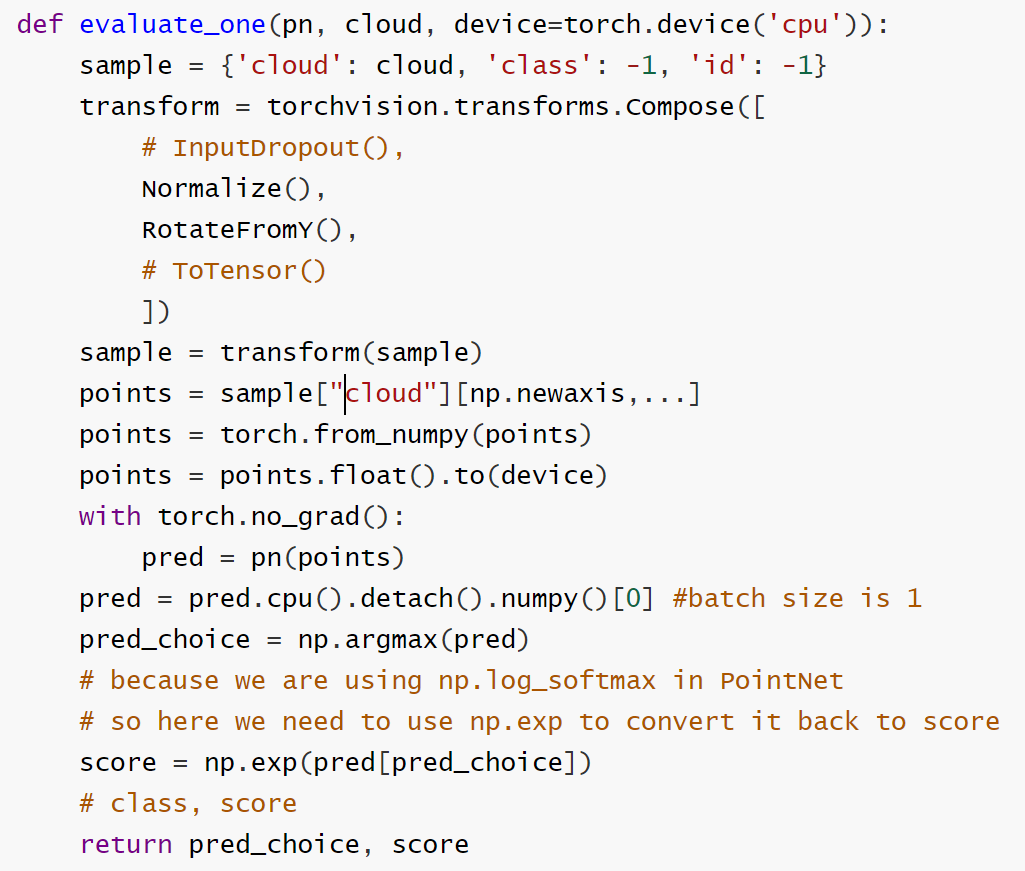 def evaluate_one(pn, cloud, device=torch.device('cpu')):
    sample = {'cloud': cloud, 'class': -1, 'id': -1}
    transform = torchvision.transforms.Compose([
        # InputDropout(),
        Normalize(),
        RotateFromY(),
        # ToTensor()
        ])
    sample = transform(sample)
    points = sample["cloud"][np.newaxis,...]
    points = torch.from_numpy(points)
    points = points.float().to(device)
    with torch.no_grad():
        pred = pn(points)
    pred = pred.cpu().detach().numpy()[0] #batch size is 1
    pred_choice = np.argmax(pred)
    # because we are using np.log_softmax in PointNet
    # so here we need to use np.exp to convert it back to score
    score = np.exp(pred[pred_choice])
    # class, score
    return pred_choice, score